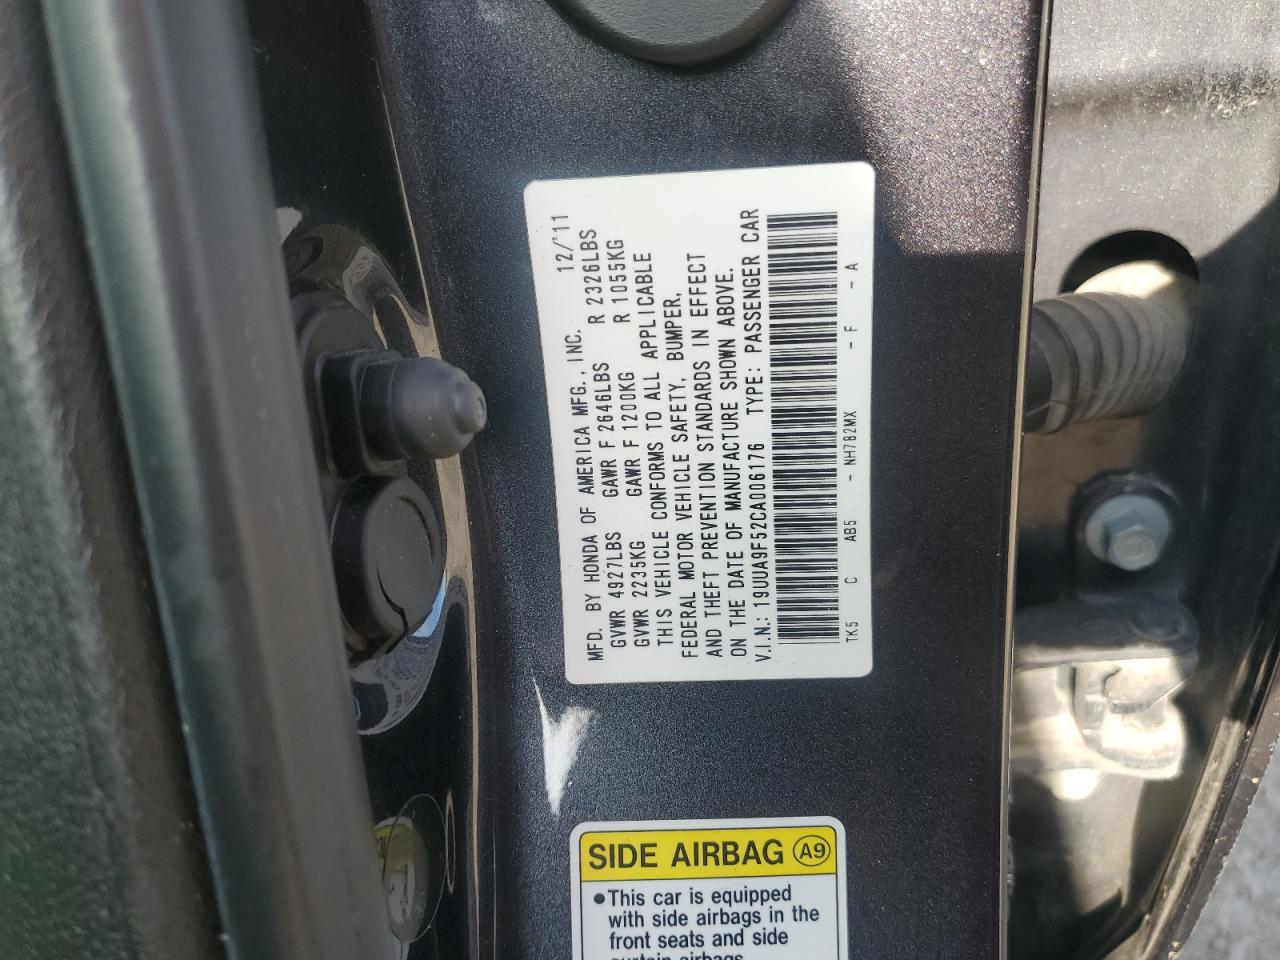 MFD. BY HONDA OF AMERICA MFG., INC. 12/'11
GVWR 4927LBS GAWR F 2646LBS R 2326LBS
GVWR 2235KG GAWR F 1200KG R 1055KG
THIS VEHICLE CONFORMS TO ALL APPLICABLE
FEDERAL MOTOR VEHICLE SAFETY, BUMPER,
AND THEFT PREVENTION STANDARDS IN EFFECT
ON THE DATE OF MANUFACTURE SHOWN ABOVE.
V.I.N.: 19UUA9F52CA006176 TYPE: PASSENGER CAR
TK5 C AB5 - NH782MX - F - A
SIDE AIRBAG A9
•This car is equipped
with side airbags in the
front seats and side
curtain airbags